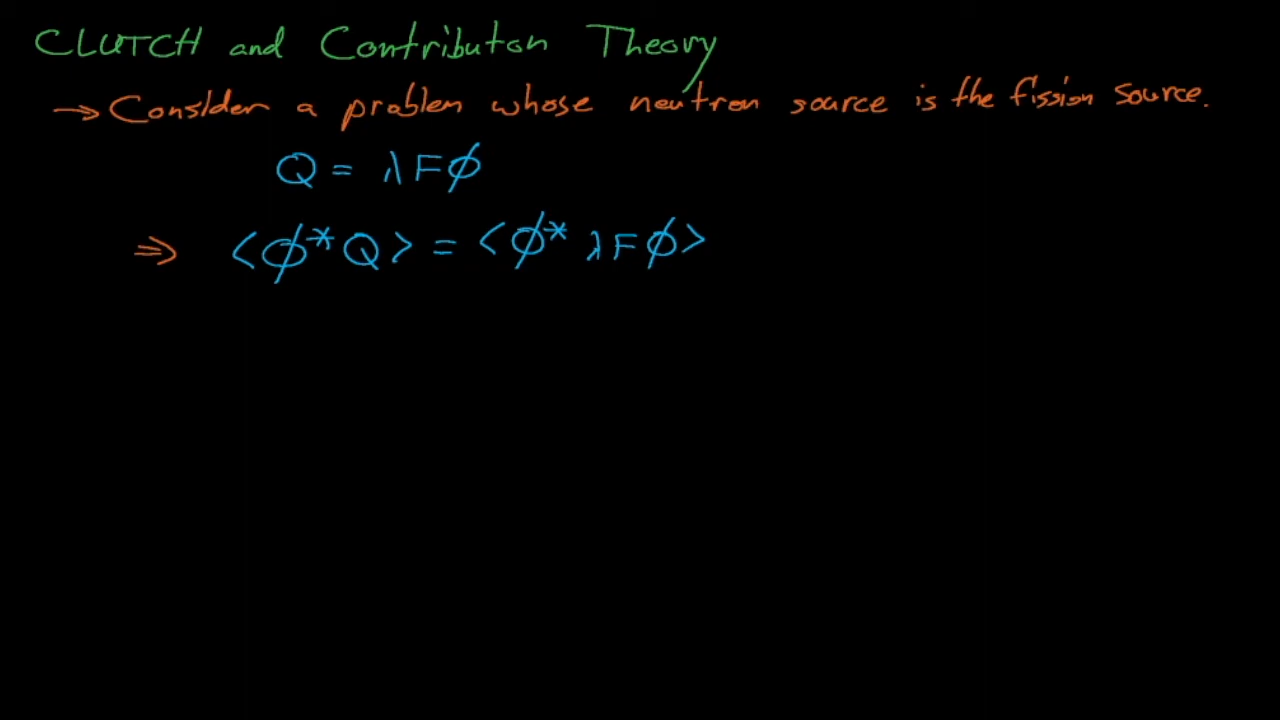 CLUTCH and Contributon Theory
→ Consider a problem whose neutron source is the fission source.
Q = λFϕ
⇒ <ϕ*Q> = <ϕ* λFϕ>